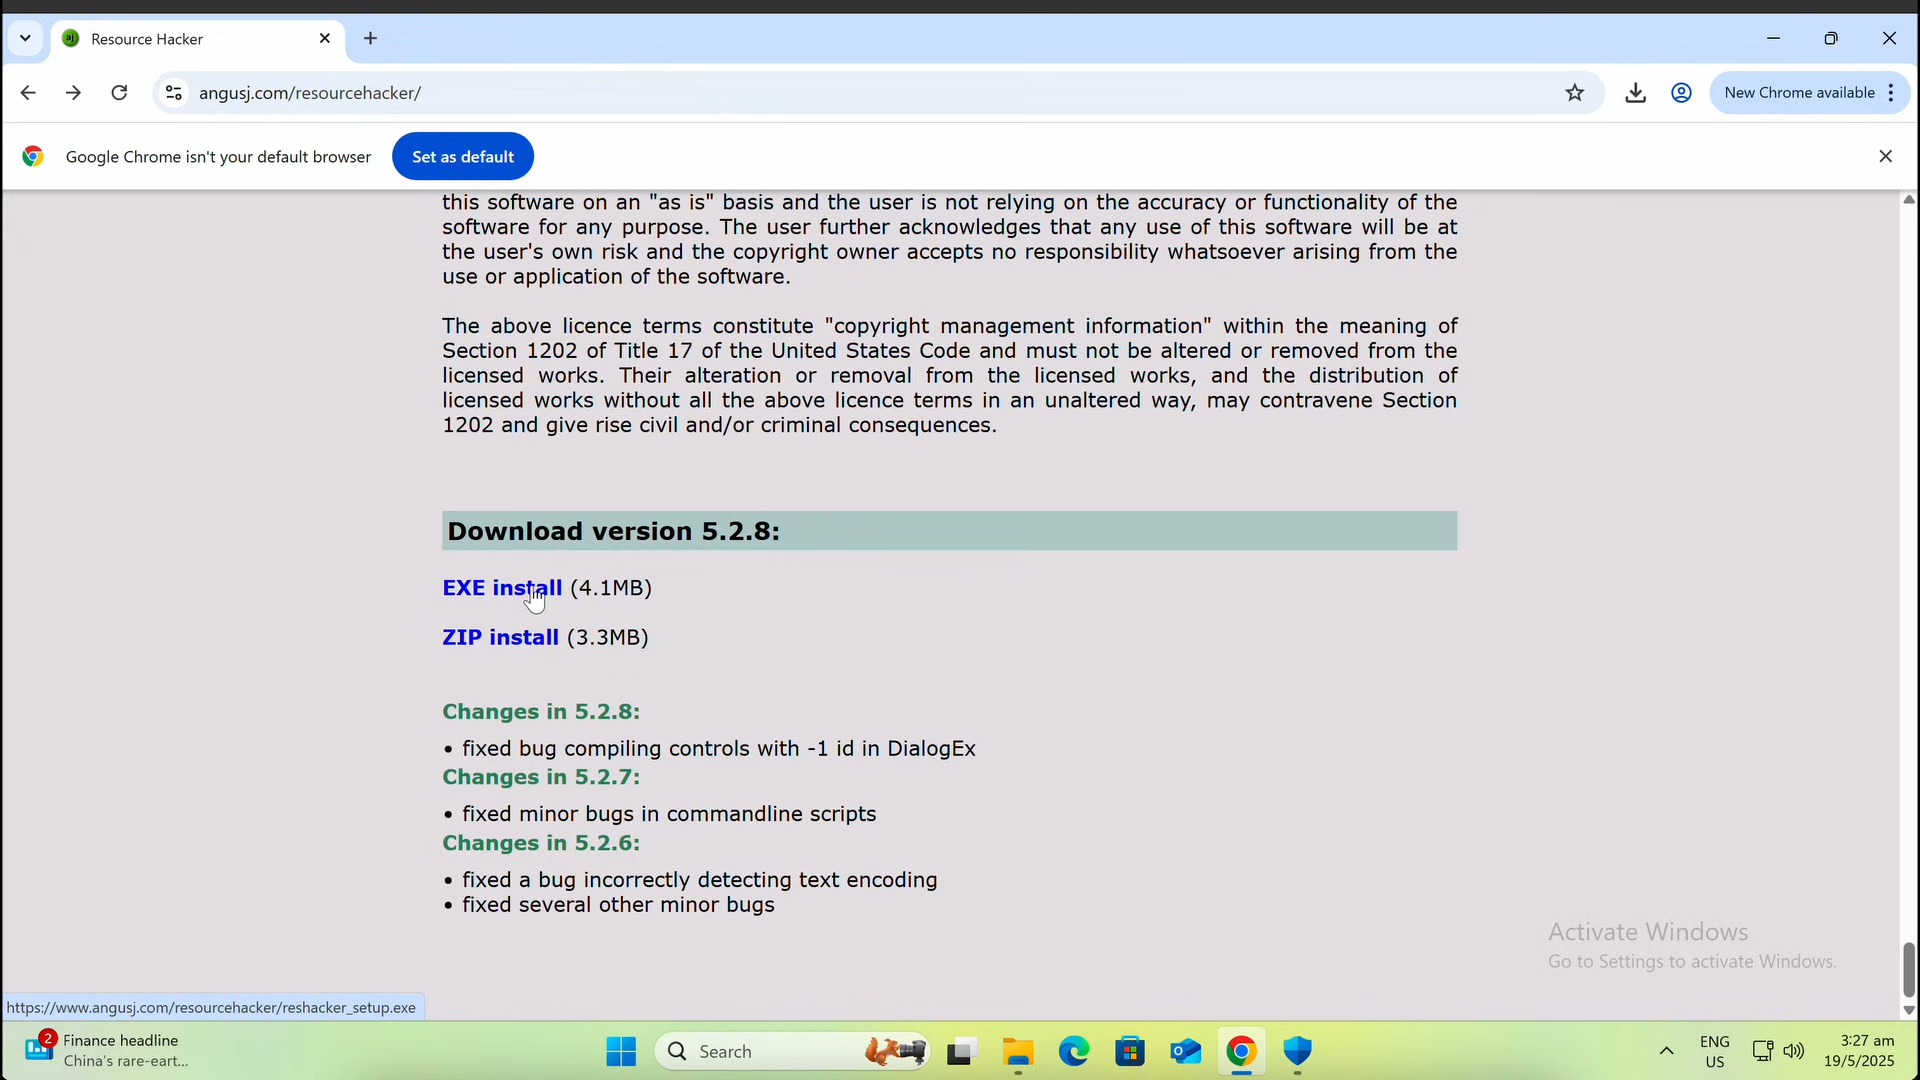 Resource Hacker
angusj.com/resourcehacker/
New Chrome available
Google Chrome isn't your default browser
Set as default
this software on an "as is" basis and the user is not relying on the accuracy or functionality of the
software for any purpose. The user further acknowledges that any use of this software will be at
the user's own risk and the copyright owner accepts no responsibility whatsoever arising from the
use or application of the software.
The above licence terms constitute "copyright management information" within the meaning of
Section 1202 of Title 17 of the United States Code and must not be altered or removed from the
licensed works. Their alteration or removal from the licensed works, and the distribution of
licensed works without all the above licence terms in an unaltered way, may contravene Section
1202 and give rise civil and/or criminal consequences.
Download version 5.2.8:
EXE install (4.1MB)
ZIP install (3.3MB)
Changes in 5.2.8:
• fixed bug compiling controls with -1 id in DialogEx
Changes in 5.2.7:
• fixed minor bugs in commandline scripts
Changes in 5.2.6:
• fixed a bug incorrectly detecting text encoding
• fixed several other minor bugs
Activate Windows
Go to Settings to activate Windows.
https://www.angusj.com/resourcehacker/reshacker_setup.exe
2
Finance headline
China's rare-eart...
Search
ENG
US
3:27 am
19/5/2025